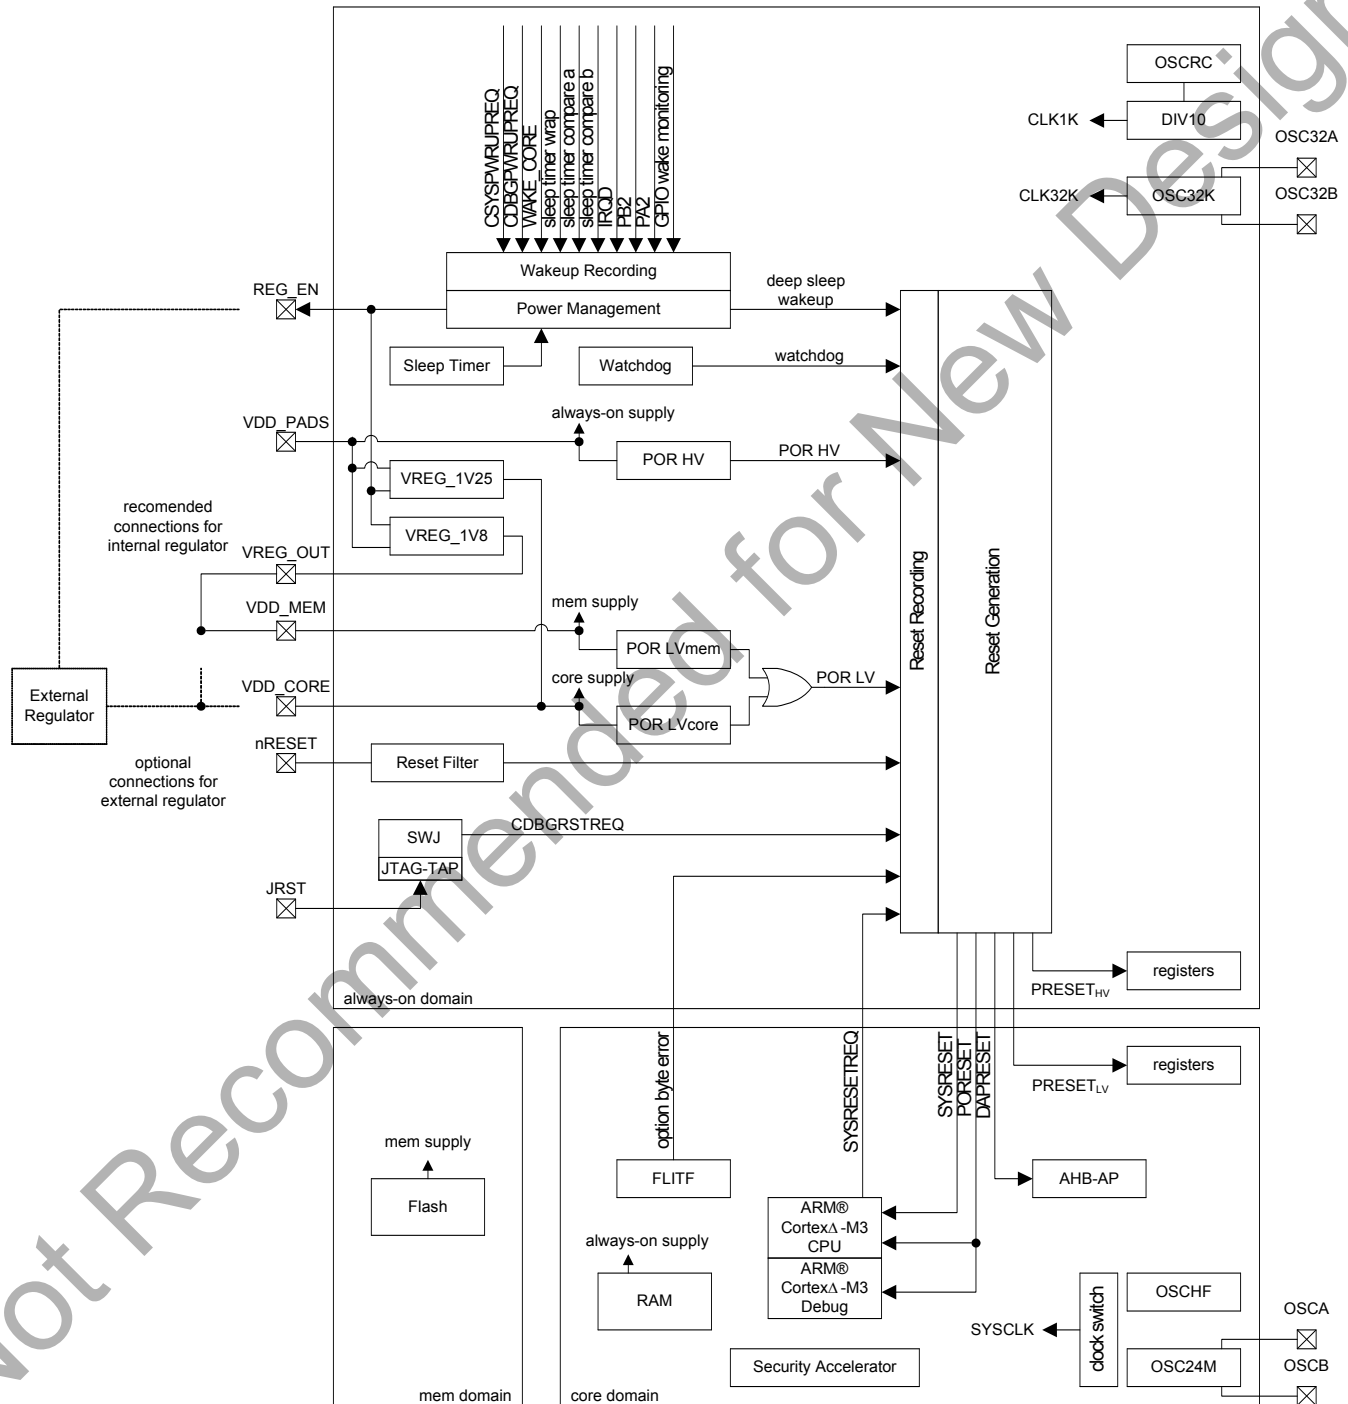 CSYSPWRUPREQ
CDBGPWRUPREQ
WAKE_CORE
sleep timer wrap
sleep timer compare a
sleep timer compare b
IRQD
PB2
PA2
GPIO wake monitoring
OSCRC
CLK1K
DIV10
OSC32A
CLK32K
OSC32K
OSC32B
Wakeup Recording
Power Management
REG_EN
deep sleep
wakeup
Sleep Timer
Watchdog
watchdog
VDD_PADS
always-on supply
POR HV
POR HV
VREG_1V25
recomended
connections for
internal regulator
VREG_1V8
VREG_OUT
Reset Recording
Reset Generation
VDD_MEM
mem supply
POR LVmem
POR LV
External
Regulator
VDD_CORE
core supply
POR LVcore
nRESET
Reset Filter
optional
connections for
external regulator
SWJ
JTAG-TAP
CDBGRSTREQ
JRST
registers
PRESETHV
always-on domain
option byte error
SYSRESETREQ
SYSRESET
PORESET
DAPRESET
registers
PRESETLV
mem supply
Flash
FLITF
AHB-AP
ARM®
Cortex∆-M3
CPU
ARM®
Cortex∆-M3
Debug
always-on supply
RAM
SYSCLK
clock switch
OSCHF
OSC24M
OSCA
OSCB
Security Accelerator
mem domain
core domain
Not Recommended for New Design